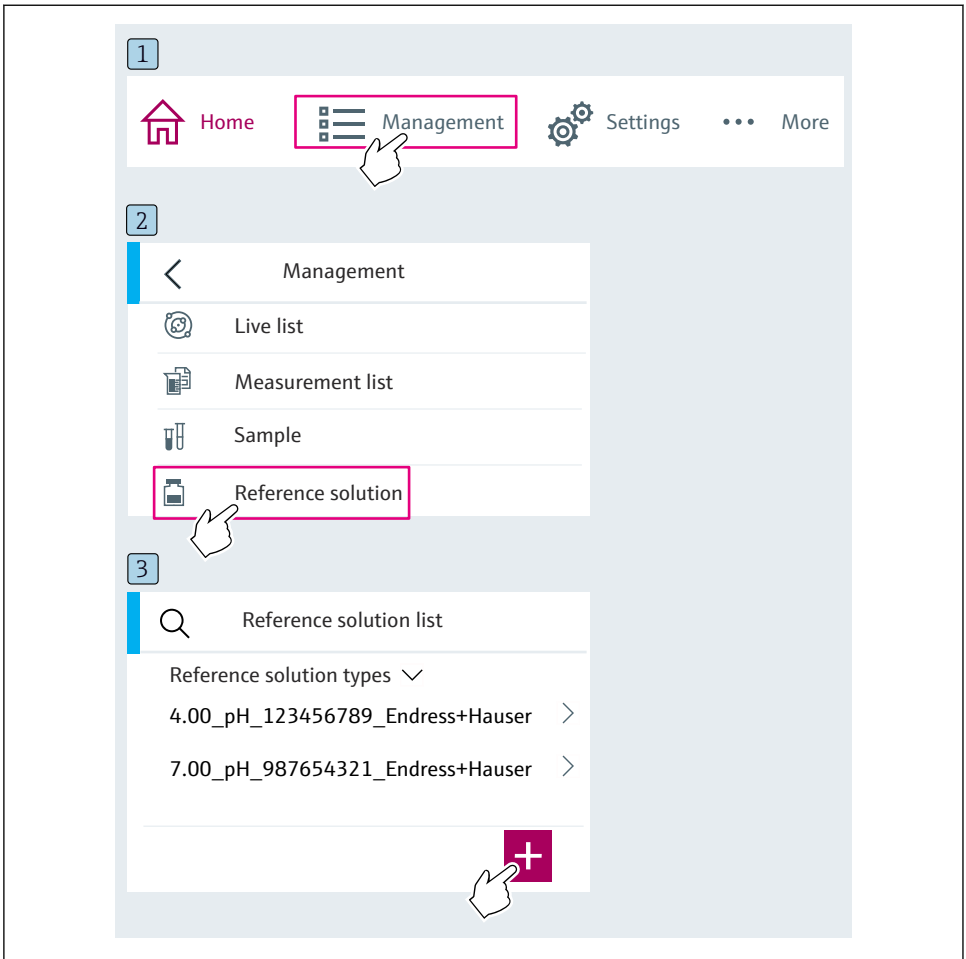 1
Home Management Settings ••• More
2
Management
Live list
Measurement list
Sample
Reference solution
3
Reference solution list
Reference solution types
4.00_pH_123456789_Endress+Hauser
7.00_pH_987654321_Endress+Hauser
+